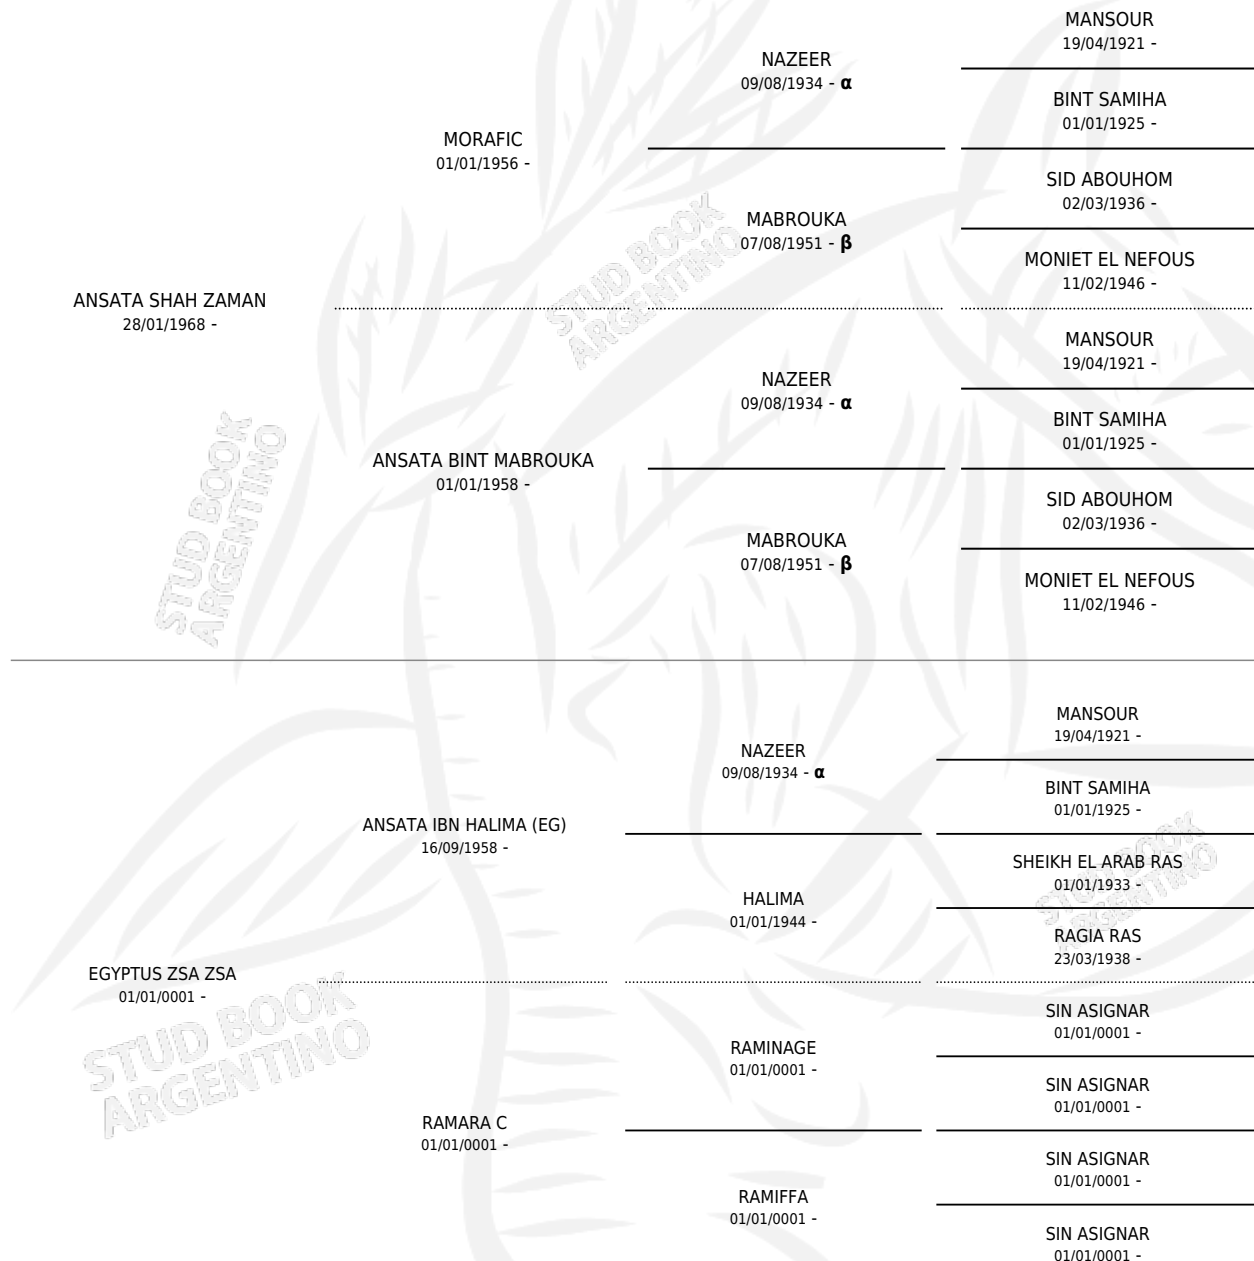 MANSOUR
19/04/1921 -
NAZEER
09/08/1934 - α
BINT SAMIHA
01/01/1925 -
MORAFIC
01/01/1956 -
SID ABOUHOM
02/03/1936 -
MABROUKA
07/08/1951 - β
MONIET EL NEFOUS
11/02/1946 -
ANSATA SHAH ZAMAN
28/01/1968 -
STUD BOOK
ARGENTINO
MANSOUR
19/04/1921 -
NAZEER
09/08/1934 - α
BINT SAMIHA
01/01/1925 -
ANSATA BINT MABROUKA
01/01/1958 -
SID ABOUHOM
02/03/1936 -
MABROUKA
07/08/1951 - β
MONIET EL NEFOUS
11/02/1946 -
STUD BOOK
ARGENTINO
MANSOUR
19/04/1921 -
NAZEER
09/08/1934 - α
BINT SAMIHA
01/01/1925 -
ANSATA IBN HALIMA (EG)
16/09/1958 -
SHEIKH EL ARAB RAS
01/01/1933 -
HALIMA
01/01/1944 -
RAGIA RAS
23/03/1938 -
STUD BOOK
ARGENTINO
EGYPTUS ZSA ZSA
01/01/0001 -
STUD BOOK
ARGENTINO
SIN ASIGNAR
01/01/0001 -
RAMINAGE
01/01/0001 -
SIN ASIGNAR
01/01/0001 -
RAMARA C
01/01/0001 -
SIN ASIGNAR
01/01/0001 -
RAMIFFA
01/01/0001 -
SIN ASIGNAR
01/01/0001 -